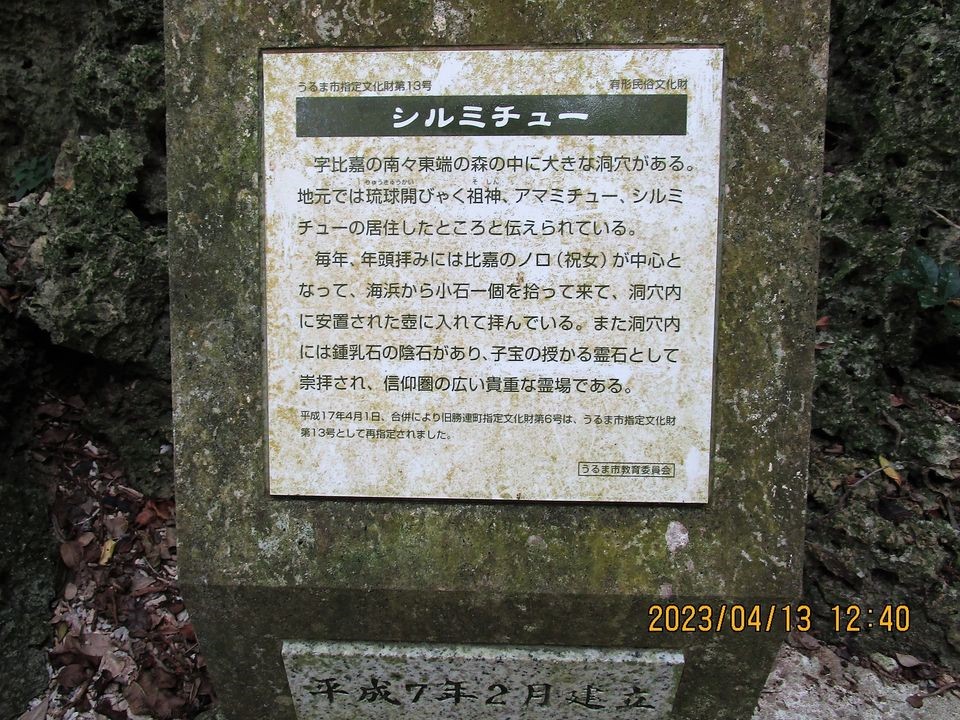 うるま市指定文化財第13号
有形民俗文化財
シルミチュー
字比嘉の南々東端の森の中に大きな洞穴がある。
りゅうきゅうかい そ しん
地元では琉球開びゃく祖神、アマミチュー、シルミ
チューの居住したところと伝えられている。
毎年、年頭拝みには比嘉のノロ(祝女)が中心と
なって、海浜から小石一個を拾って来て、洞穴内
に安置された壺に入れて拝んでいる。また洞穴内
には鍾乳石の陰石があり、子宝の授かる霊石として
崇拝され、信仰圏の広い貴重な霊場である。
平成17年4月1日、合併により旧勝連町指定文化財第6号は、うるま市指定文化財
第13号として再指定されました。
うるま市教育委員会
2023/04/13 12:40
平成7年2月建立